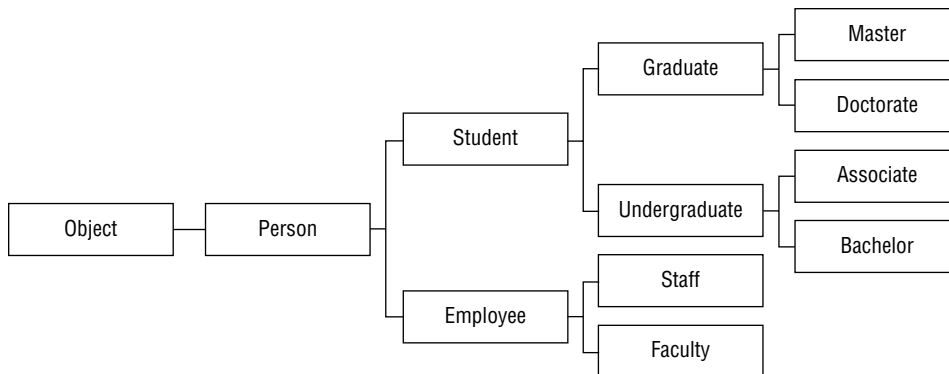 Master
Graduate
Doctorate
Student
Associate
Undergraduate
Object
Person
Bachelor
Staff
Employee
Faculty